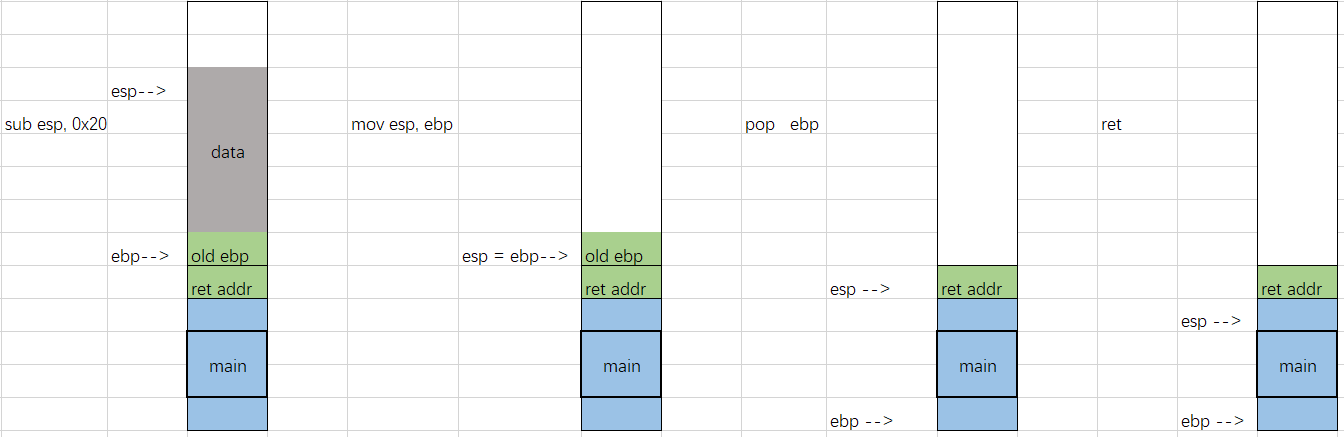 esp-->
sub esp, 0x20
data
ebp-->
old ebp
ret addr
main
mov esp, ebp
esp = ebp-->
old ebp
ret addr
main
pop ebp
esp -->
ret addr
main
ebp -->
ret
ret addr
esp -->
main
ebp -->